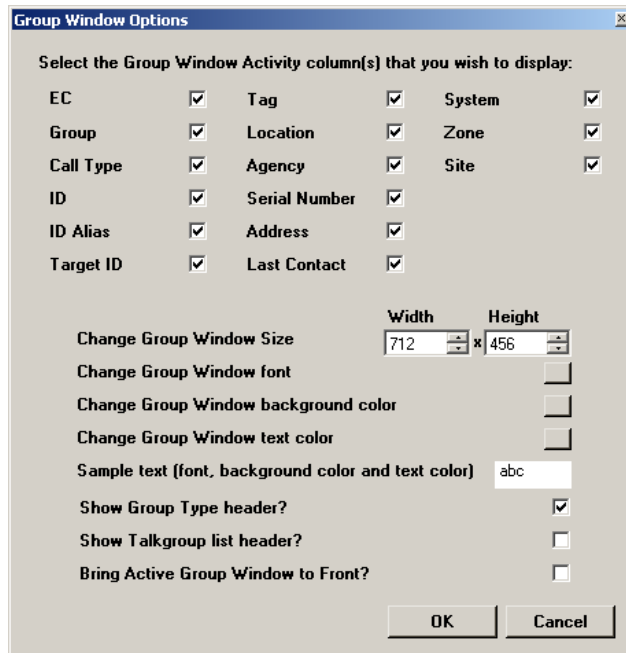 Group Window Options
Select the Group Window Activity column(s) that you wish to display:
EC Tag System
Group Location Zone
Call Type Agency Site
ID Serial Number
ID Alias Address
Target ID Last Contact
Width Height
Change Group Window Size 712 x 456
Change Group Window font
Change Group Window background color
Change Group Window text color
Sample text (font, background color and text color) abc
Show Group Type header?
Show Talkgroup list header?
Bring Active Group Window to Front?
OK Cancel